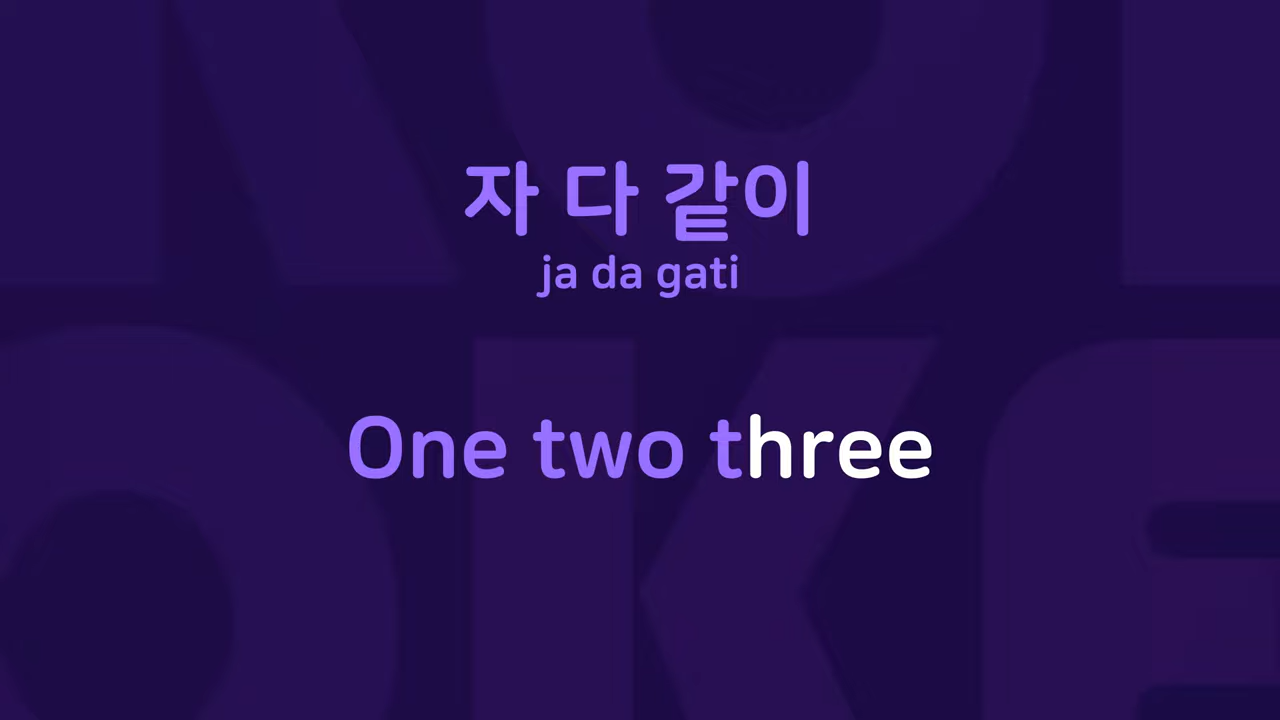 자 다 같이
ja da gati
One two three